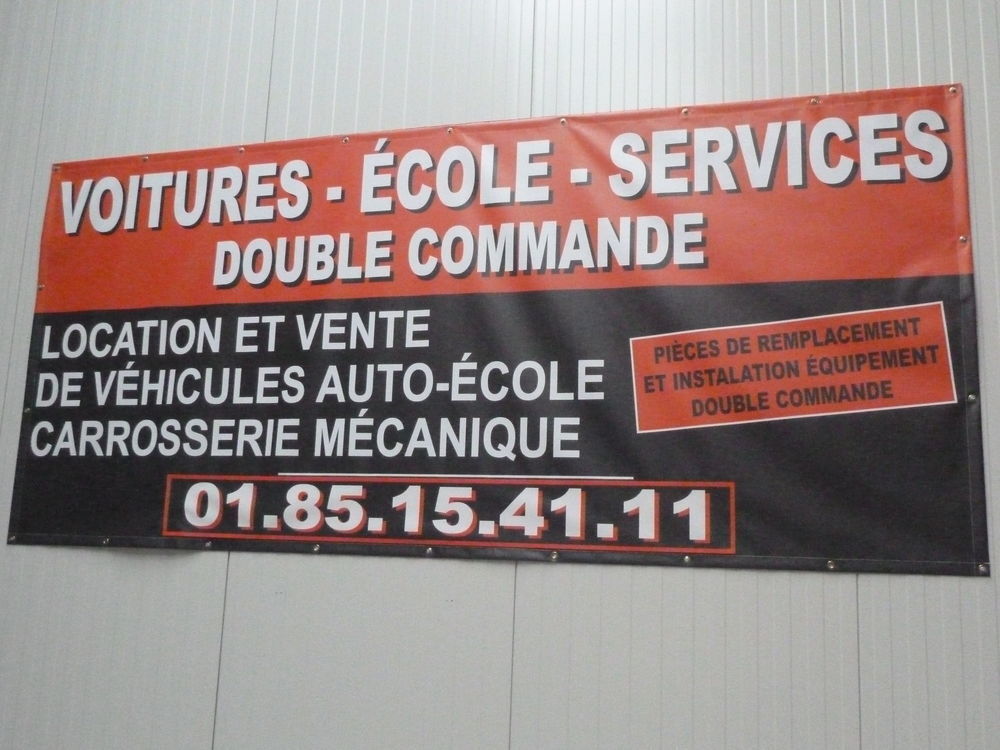 VOITURES - ÉCOLE - SERVICES
DOUBLE COMMANDE
LOCATION ET VENTE
DE VÉHICULES AUTO-ÉCOLE
CARROSSERIE MÉCANIQUE
PIÈCES DE REMPLACEMENT
ET INSTALATION ÉQUIPEMENT
DOUBLE COMMANDE
01.85.15.41.11